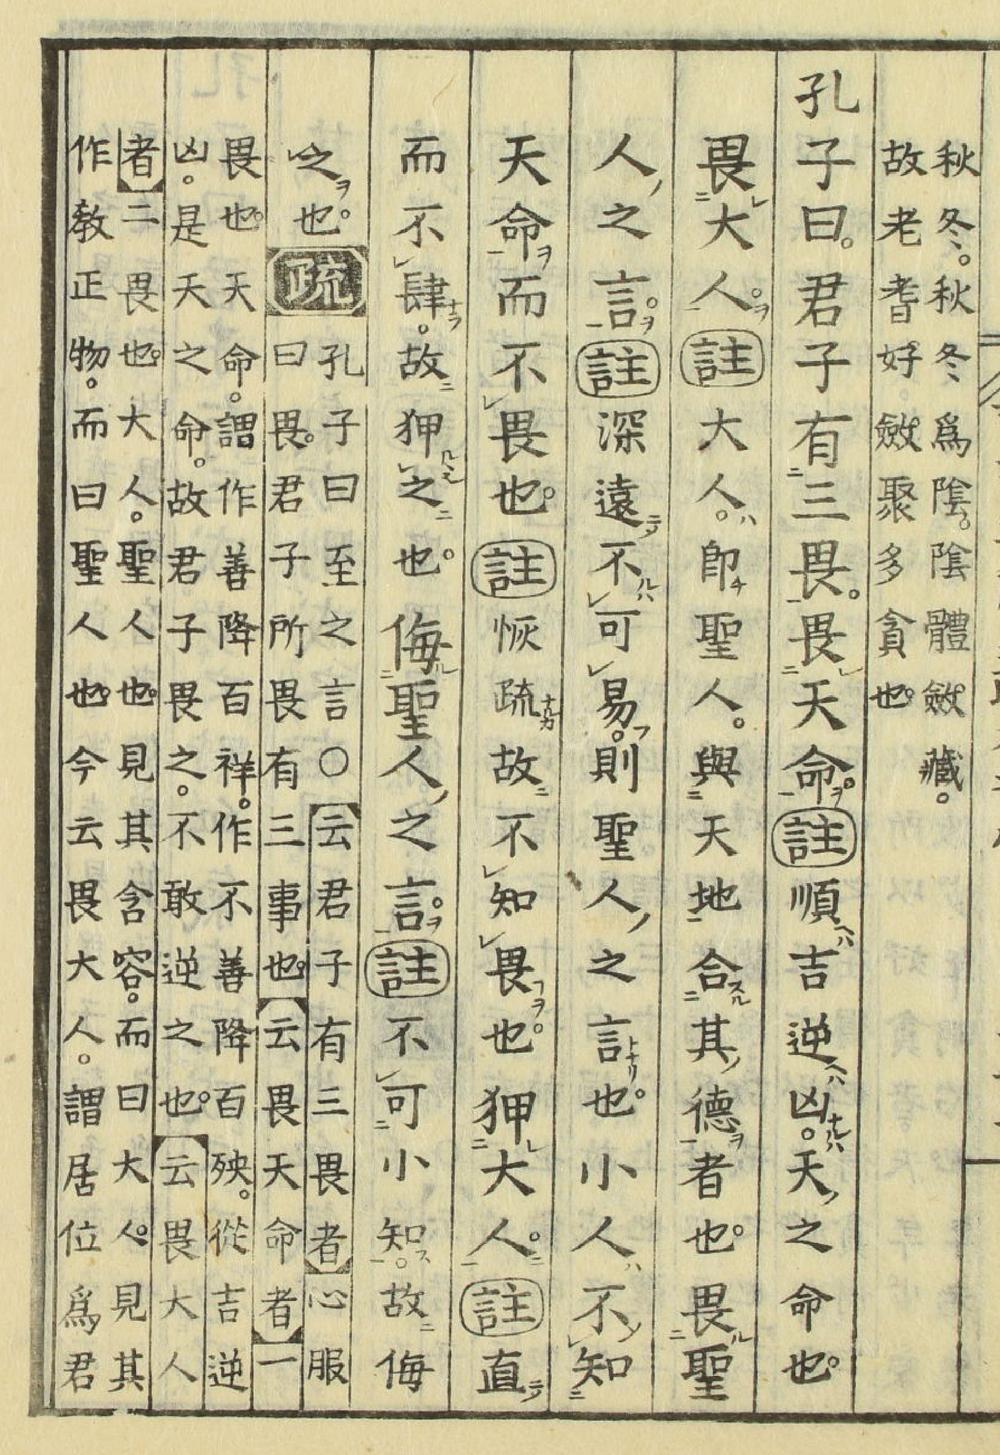 秋冬秋冬爲陰陰體斂藏
故老耆好斂聚多貪也
孔子曰君子有三畏畏天命註順吉逆凶天之命也
畏大人註大人卽聖人與天地合其德者也畏聖
人之言註深遠不可易則聖人之言也小人不知
天命而不畏也註恢疏故不知畏也狎大人註直
而不肆故狎之也侮聖人之言註不可小知故侮
之也疏
孔子曰至之言○云君子有三畏者心服
曰畏君子所畏有三事也云畏天命者一
畏也天命謂作善降百祥作不善降百殃從吉逆
凶是天之命故君子畏之不敢逆之也云畏大人
者二畏也大人聖人也見其含容而曰大人見其
作敎正物而曰聖人也今云畏大人謂居位爲君